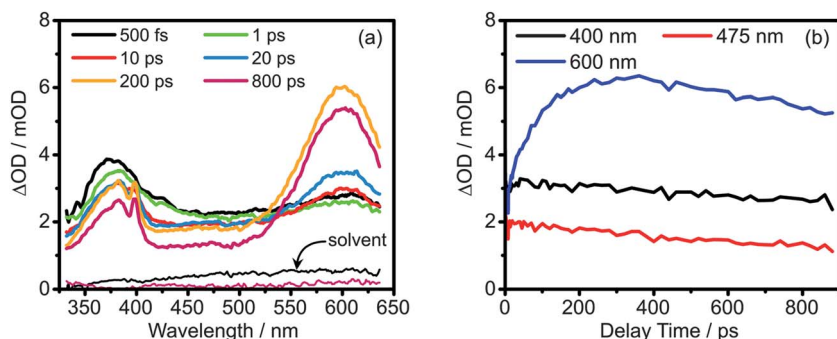 500 fs 1 ps (a)
10 ps 20 ps
200 ps 800 ps
solvent
ΔOD / mOD
8
6
4
2
0
350 400 450 500 550 600 650
Wavelength / nm
400 nm 475 nm (b)
600 nm
ΔOD / mOD
8
6
4
2
0
0 200 400 600 800
Delay Time / ps